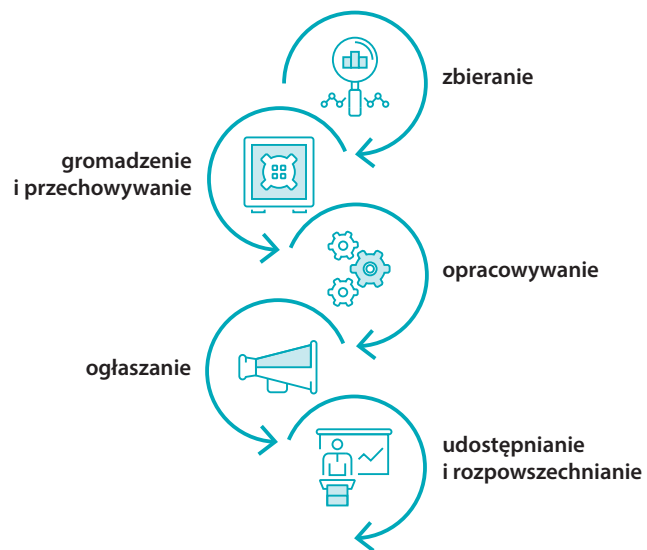 zbieranie
gromadzenie
i przechowywanie
opracowywanie
ogłaszanie
udostępnianie
i rozpowszechnianie